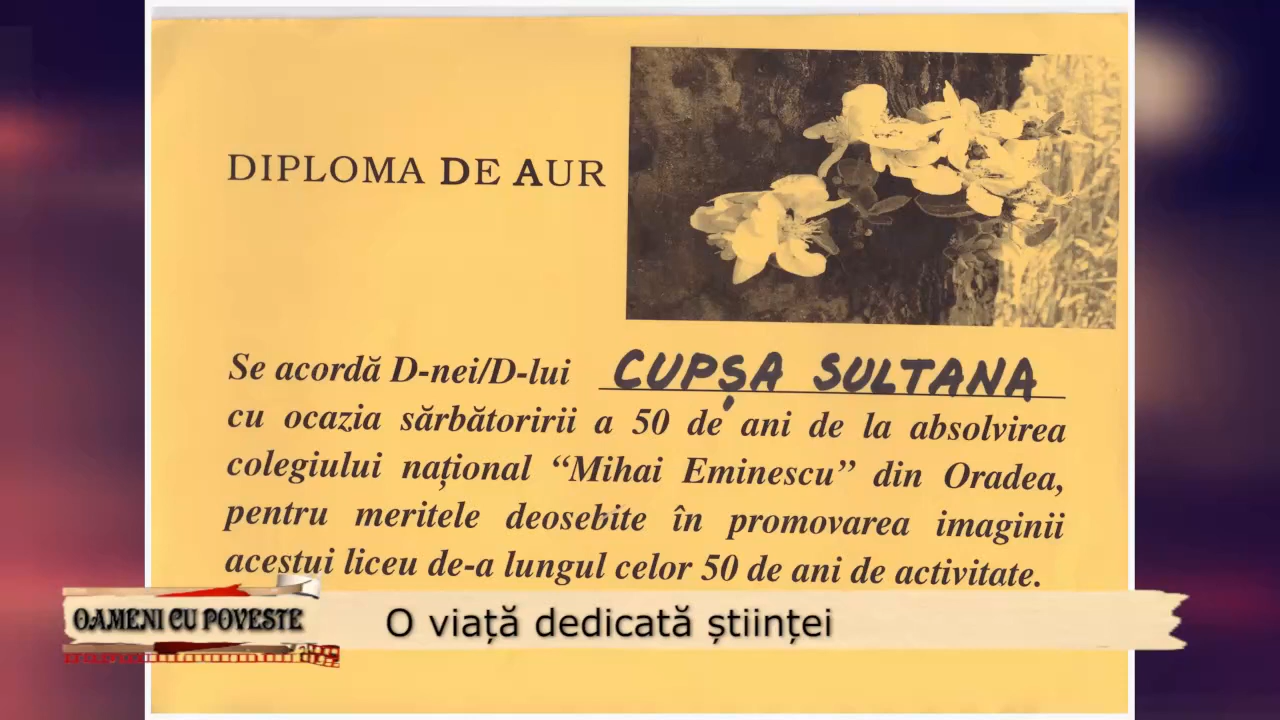 DIPLOMA DE AUR
Se acordă D-nei/D-lui CUPȘA SULTANA
cu ocazia sărbătoririi a 50 de ani de la absolvirea
colegiului național “Mihai Eminescu” din Oradea,
pentru meritele deosebite în promovarea imaginii
acestui liceu de-a lungul celor 50 de ani de activitate.
OAMENI CU POVESTE
O viață dedicată științei